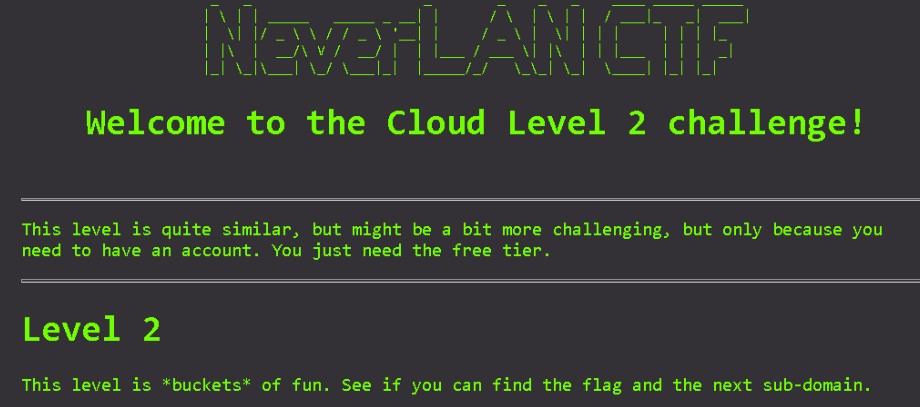 NeverLAN CTF
Welcome to the Cloud Level 2 challenge!
This level is quite similar, but might be a bit more challenging, but only because you
need to have an account. You just need the free tier.
Level 2
This level is *buckets* of fun. See if you can find the flag and the next sub-domain.